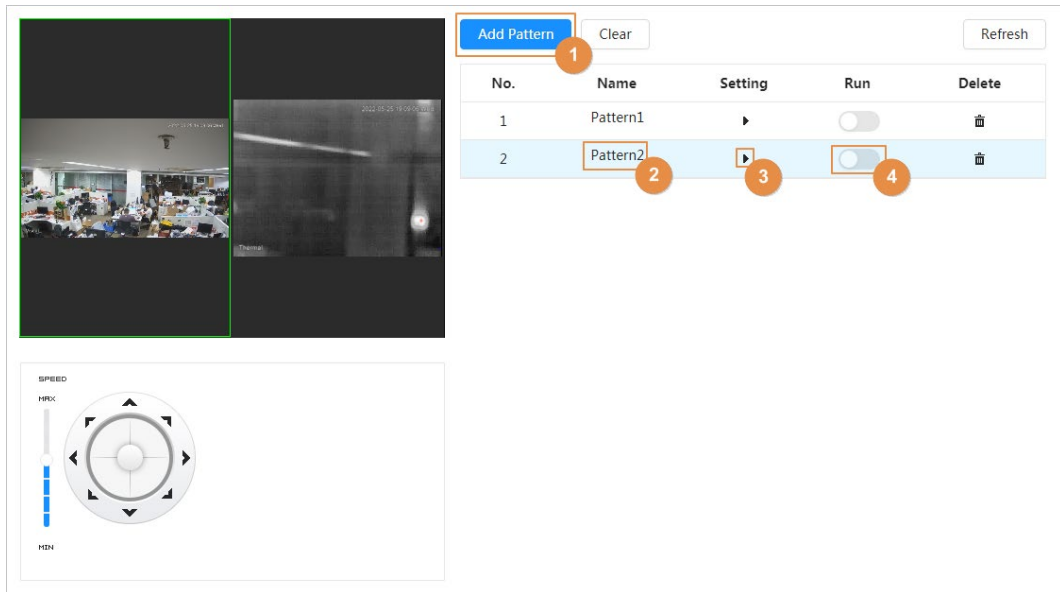 Add Pattern Clear Refresh
1
No. Name Setting Run Delete
1 Pattern1
2 Pattern2
2 3 4
Thermal
SPEED
MAX
MIN